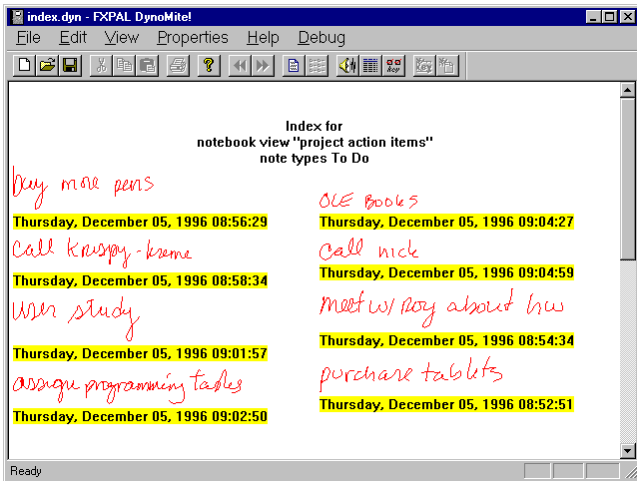 index.dyn - FXPAL DynoMite!
File Edit View Properties Help Debug
Index for
notebook view "project action items"
note types To Do
buy more pens
Thursday, December 05, 1996 08:56:29
Call Kruspy-kreme
Thursday, December 05, 1996 08:58:34
User study
Thursday, December 05, 1996 09:01:57
assign programming tasks
Thursday, December 05, 1996 09:02:50
OLE Books
Thursday, December 05, 1996 09:04:27
Call nick
Thursday, December 05, 1996 09:04:59
Meet w/ Roy about hw
Thursday, December 05, 1996 08:54:34
purchase tablets
Thursday, December 05, 1996 08:52:51
Ready